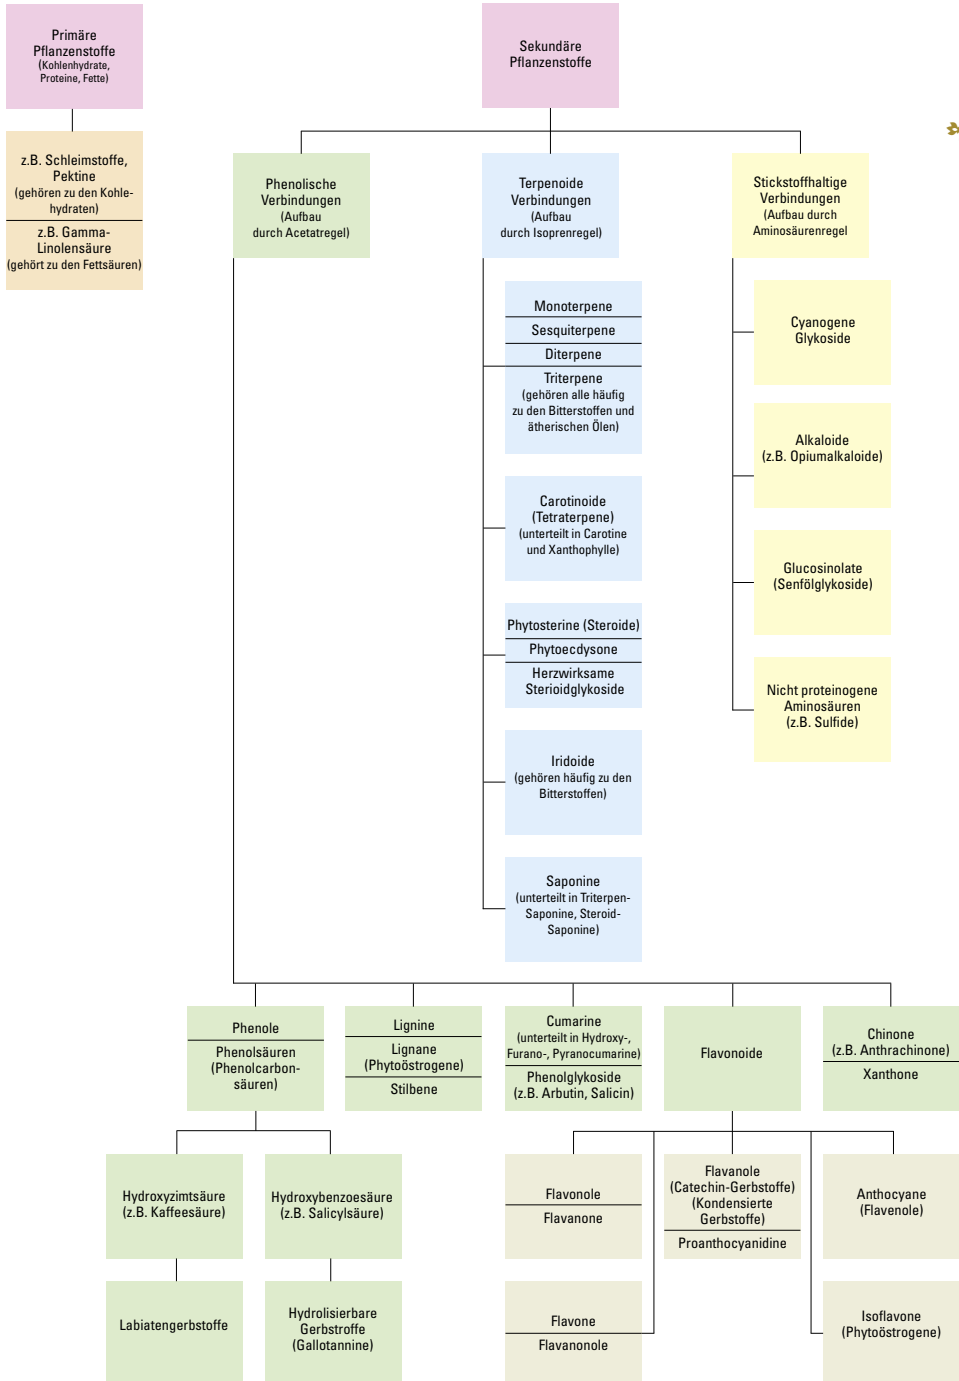 Primäre
Pflanzenstoffe
(Kohlenhydrate,
Proteine, Fette)
Sekundäre
Pflanzenstoffe
z.B. Schleimstoffe,
Pektine
(gehören zu den Kohle-
hydraten)
z.B. Gamma-
Linolensäure
(gehört zu den Fettsäuren)
Phenolische
Verbindungen
(Aufbau
durch Acetatregel)
Terpenoide
Verbindungen
(Aufbau
durch Isoprenregel)
Stickstoffhaltige
Verbindungen
(Aufbau durch
Aminosäurenregel
Monoterpene
Sesquiterpene
Diterpene
Triterpene
(gehören alle häufig
zu den Bitterstoffen und
ätherischen Ölen)
Carotinoide
(Tetraterpene)
(unterteilt in Carotine
und Xanthophylle)
Phytosterine (Steroide)
Phytoecdysone
Herzwirksame
Sterioidglykoside
Iridoide
(gehören häufig zu den
Bitterstoffen)
Saponine
(unterteilt in Triterpen-
Saponine, Steroid-
Saponine)
Cyanogene
Glykoside
Alkaloide
(z.B. Opiumalkaloide)
Glucosinolate
(Senfölglykoside)
Nicht proteinogene
Aminosäuren
(z.B. Sulfide)
Phenole
Phenolsäuren
(Phenolcarbon-
säuren)
Lignine
Lignane
(Phytoöstrogene)
Stilbene
Cumarine
(unterteilt in Hydroxy-,
Furano-, Pyranocumarine)
Phenolglykoside
(z.B. Arbutin, Salicin)
Flavonoide
Chinone
(z.B. Anthrachinone)
Xanthone
Hydroxyzimtsäure
(z.B. Kaffeesäure)
Hydroxybenzoesäure
(z.B. Salicylsäure)
Flavonole
Flavanone
Flavanole
(Catechin-Gerbstoffe)
(Kondensierte
Gerbstoffe)
Proanthocyanidine
Anthocyane
(Flavenole)
Labiatengerbstoffe
Hydrolisierbare
Gerbstroffe
(Gallotannine)
Flavone
Flavanonole
Isoflavone
(Phytoöstrogene)